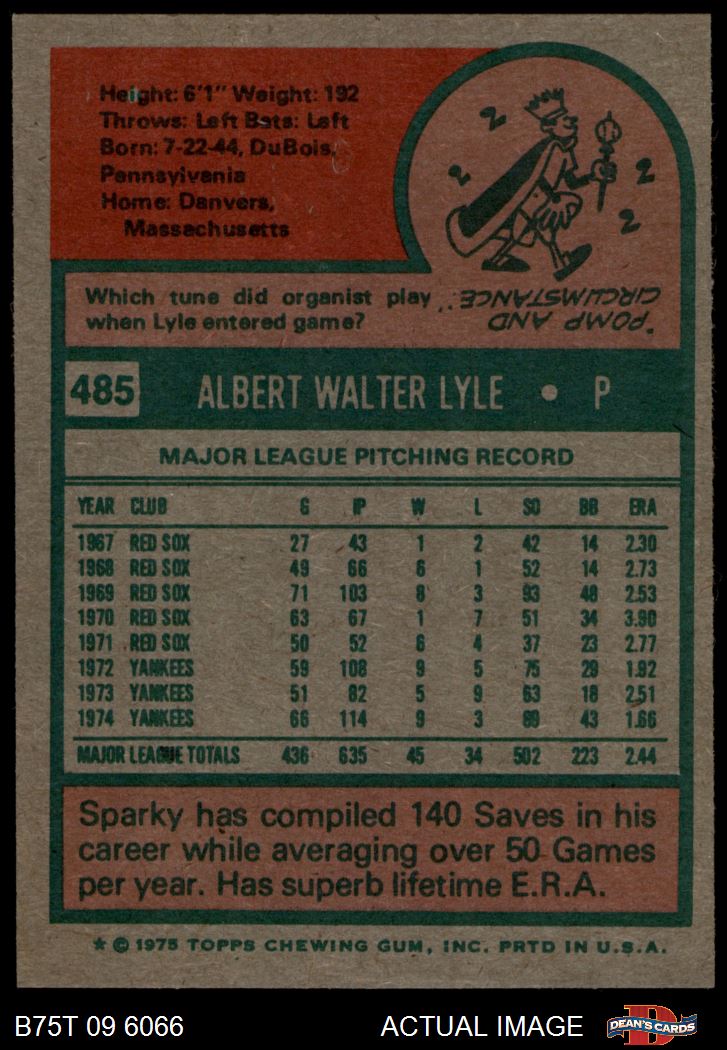 Height: 6'1" Weight: 192
Throws: Left Bats: Left
Born: 7-22-44, DuBois,
Pennsylvania
Home: Danvers,
Massachusetts
2
2
2
2
Which tune did organist play
when Lyle entered game?
"POMP AND
CIRCUMSTANCE".
485 ALBERT WALTER LYLE • P
MAJOR LEAGUE PITCHING RECORD
YEAR CLUB G IP W L SO BB ERA
1967 RED SOX 27 43 1 2 42 14 2.30
1968 RED SOX 49 66 6 1 52 14 2.73
1969 RED SOX 71 103 8 3 93 48 2.53
1970 RED SOX 63 67 1 7 51 34 3.90
1971 RED SOX 50 52 6 4 37 23 2.77
1972 YANKEES 59 108 9 5 75 29 1.92
1973 YANKEES 51 82 5 9 63 18 2.51
1974 YANKEES 66 114 9 3 89 43 1.66
MAJOR LEAGUE TOTALS 436 635 45 34 502 223 2.44
Sparky has compiled 140 Saves in his
career while averaging over 50 Games
per year. Has superb lifetime E.R.A.
* © 1975 TOPPS CHEWING GUM, INC. PRTD IN U.S.A.
B75T 09 6066 ACTUAL IMAGE D DEAN'S CARDS